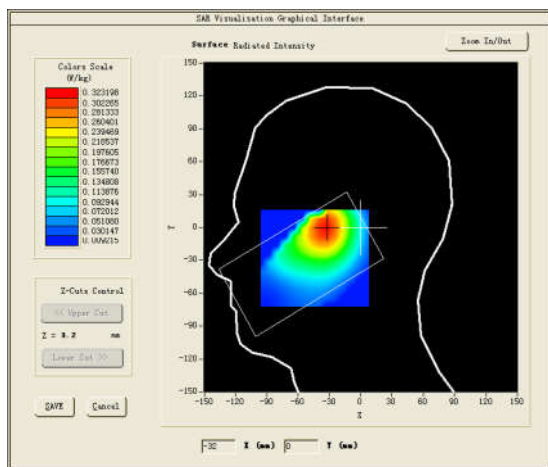 SAR Visualisation Graphical Interface
Surface Radiated Intensity
Zoom In/Out
Colors Scale
(W/kg)
0.323198
0.302265
0.281333
0.260401
0.239469
0.218537
0.197605
0.176673
0.155740
0.134808
0.113876
0.092944
0.072012
0.051080
0.030147
0.009215
150
120
90
60
30
0
-30
-60
-90
-120
-150
Y
-150 -120 -90 -60 -30 0 30 60 90 120 150
X
Z-Cuts Control
<< Upper Cut
Z = 3.2 mm
Lower Cut >>
SAVE Cancel
-32 X (mm) 0 Y (mm)